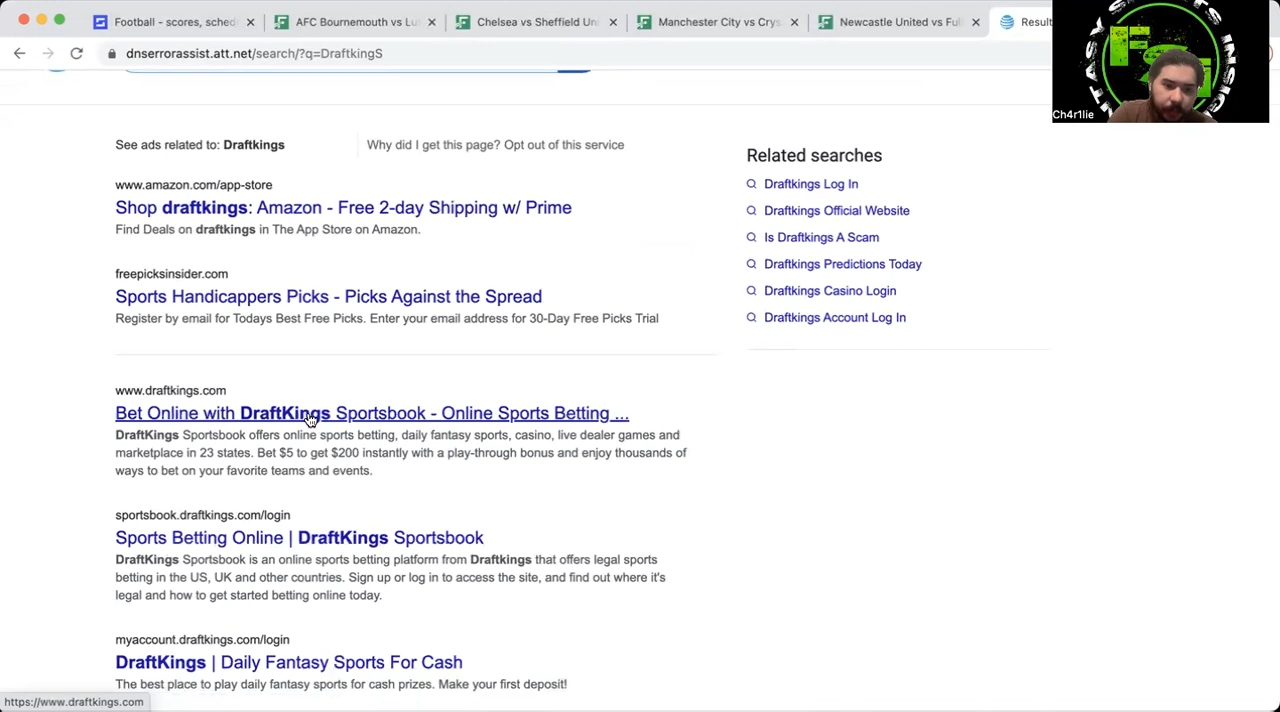 Football - scores, sched
AFC Bournemouth vs Lu
Chelsea vs Sheffield Un
Manchester City vs Crys
Newcastle United vs Ful
Result
dnserrorassist.att.net/search/?q=DraftkingS
Ch4r1lie
See ads related to: Draftkings
Why did I get this page? Opt out of this service
www.amazon.com/app-store
Shop draftkings: Amazon - Free 2-day Shipping w/ Prime
Find Deals on draftkings in The App Store on Amazon.
freepicksinsider.com
Sports Handicappers Picks - Picks Against the Spread
Register by email for Todays Best Free Picks. Enter your email address for 30-Day Free Picks Trial
www.draftkings.com
Bet Online with DraftKings Sportsbook - Online Sports Betting ...
DraftKings Sportsbook offers online sports betting, daily fantasy sports, casino, live dealer games and
marketplace in 23 states. Bet $5 to get $200 instantly with a play-through bonus and enjoy thousands of
ways to bet on your favorite teams and events.
sportsbook.draftkings.com/login
Sports Betting Online | DraftKings Sportsbook
DraftKings Sportsbook is an online sports betting platform from Draftkings that offers legal sports
betting in the US, UK and other countries. Sign up or log in to access the site, and find out where it's
legal and how to get started betting online today.
myaccount.draftkings.com/login
DraftKings | Daily Fantasy Sports For Cash
The best place to play daily fantasy sports for cash prizes. Make your first deposit!
Related searches
Draftkings Log In
Draftkings Official Website
Is Draftkings A Scam
Draftkings Predictions Today
Draftkings Casino Login
Draftkings Account Log In
https://www.draftkings.com